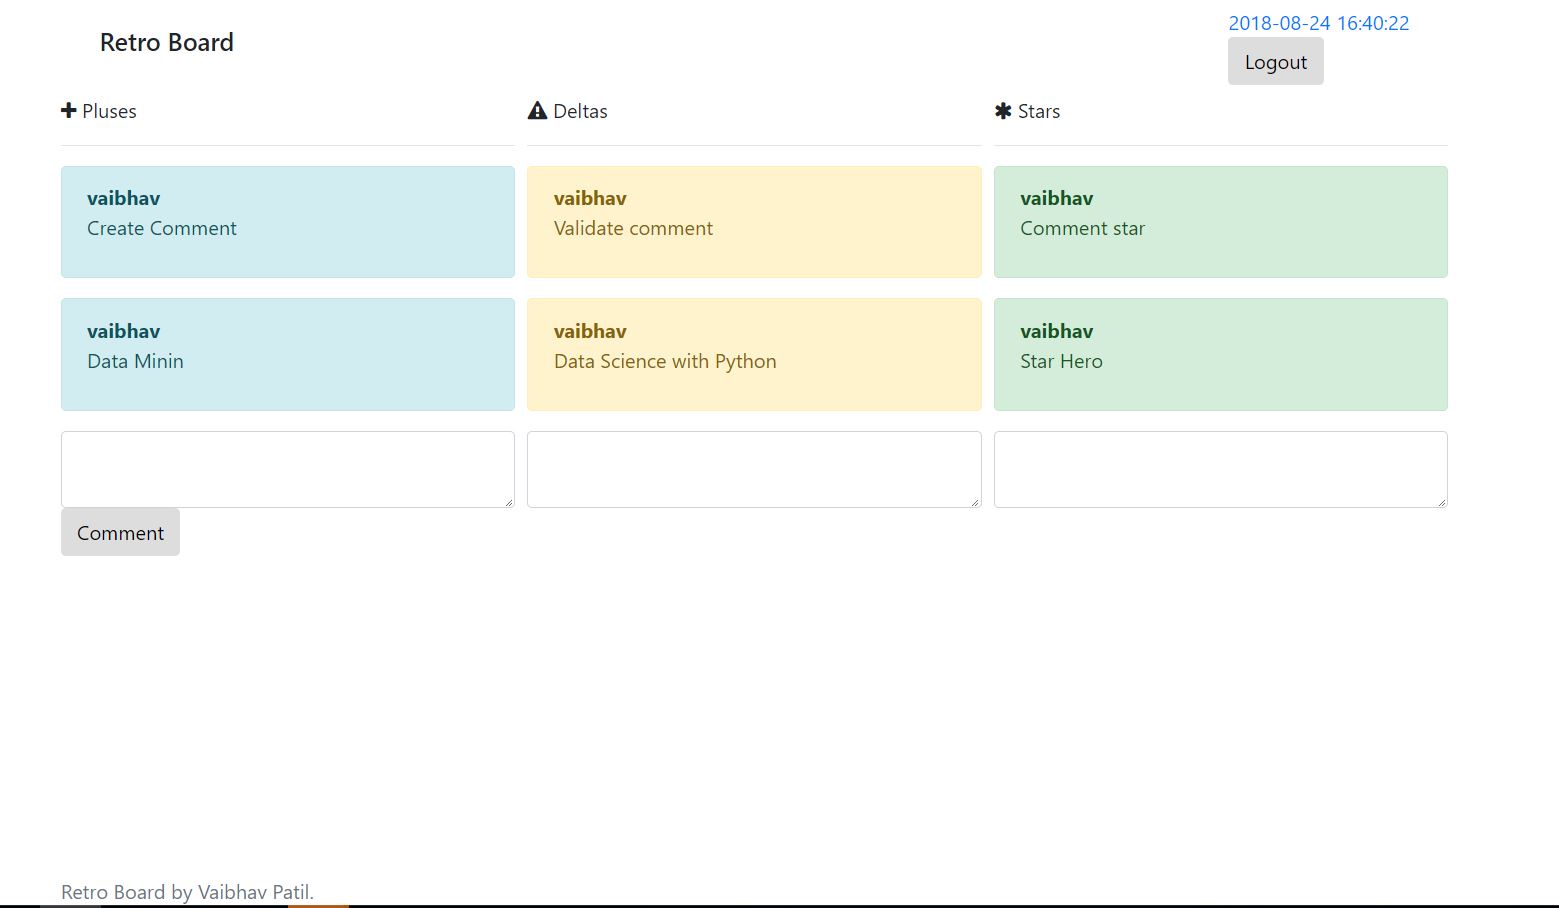 Retro Board
2018-08-24 16:40:22
Logout
Pluses
Deltas
Stars
vaibhav
Create Comment
vaibhav
Validate comment
vaibhav
Comment star
vaibhav
Data Minin
vaibhav
Data Science with Python
vaibhav
Star Hero
Comment
Retro Board by Vaibhav Patil.